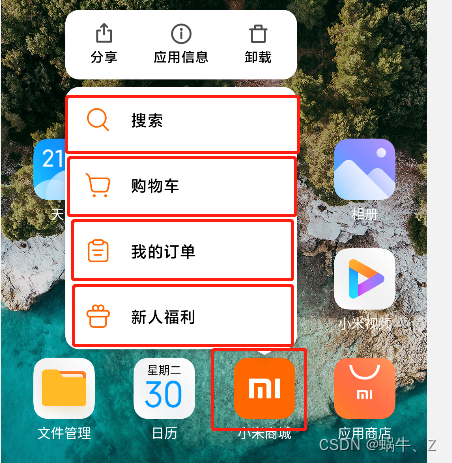 分享
应用信息
卸载
搜索
购物车
我的订单
新人福利
21
天
相册
小米视频
文件管理
星期二
30
日历
小米商城
应用商店
CSDN @蜗牛、Z